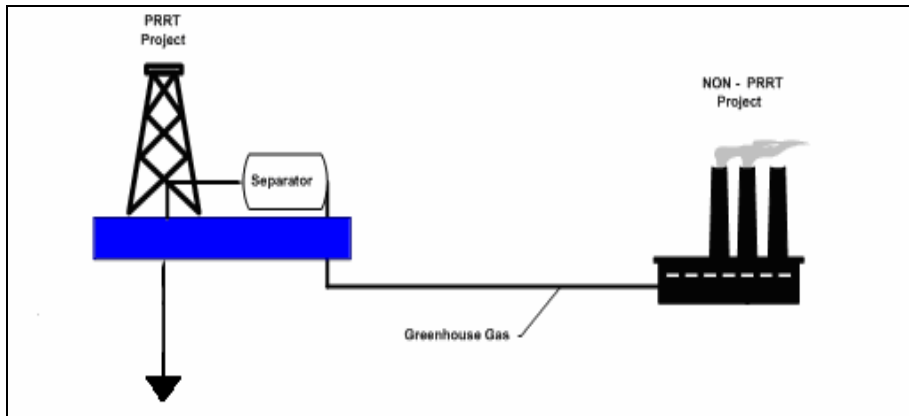 PRRT
Project
NON - PRRT
Project
Separator
Greenhouse Gas